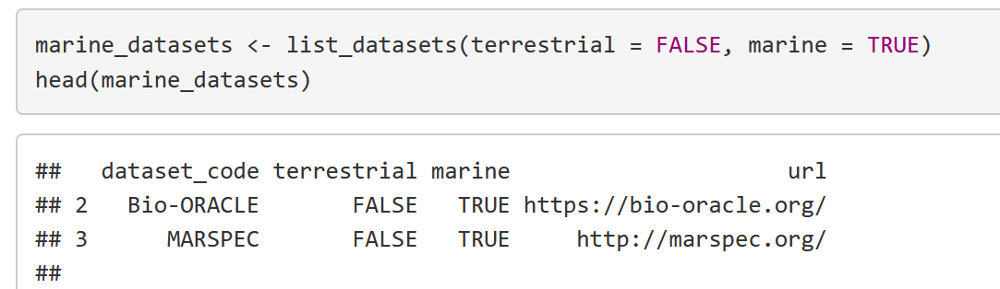 marine_datasets <- list_datasets(terrestrial = FALSE, marine = TRUE)
head(marine_datasets)
##   dataset_code terrestrial marine                     url
## 2   Bio-ORACLE       FALSE   TRUE https://bio-oracle.org/
## 3      MARSPEC       FALSE   TRUE     http://marspec.org/
##